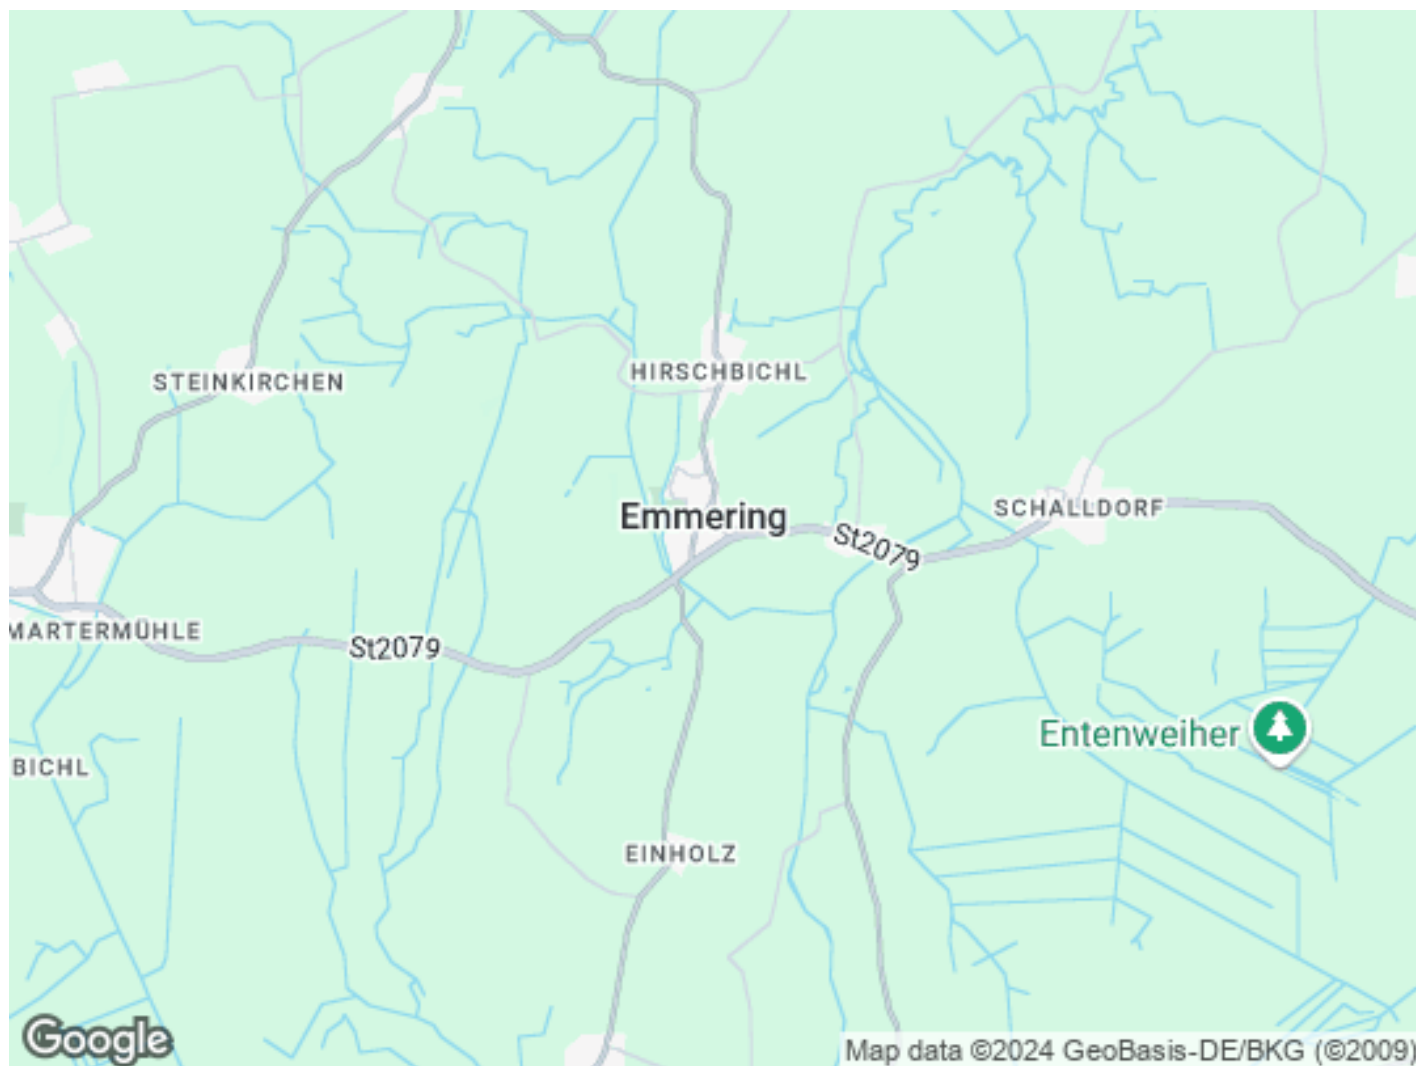 HIRSCHBICHL
STEINKIRCHEN
SCHALLDORF
Emmering
St2079
MARTERMÜHLE
St2079
Entenweiher
BICHL
EINHOLZ
Google
Map data ©2024 GeoBasis-DE/BKG (©2009)